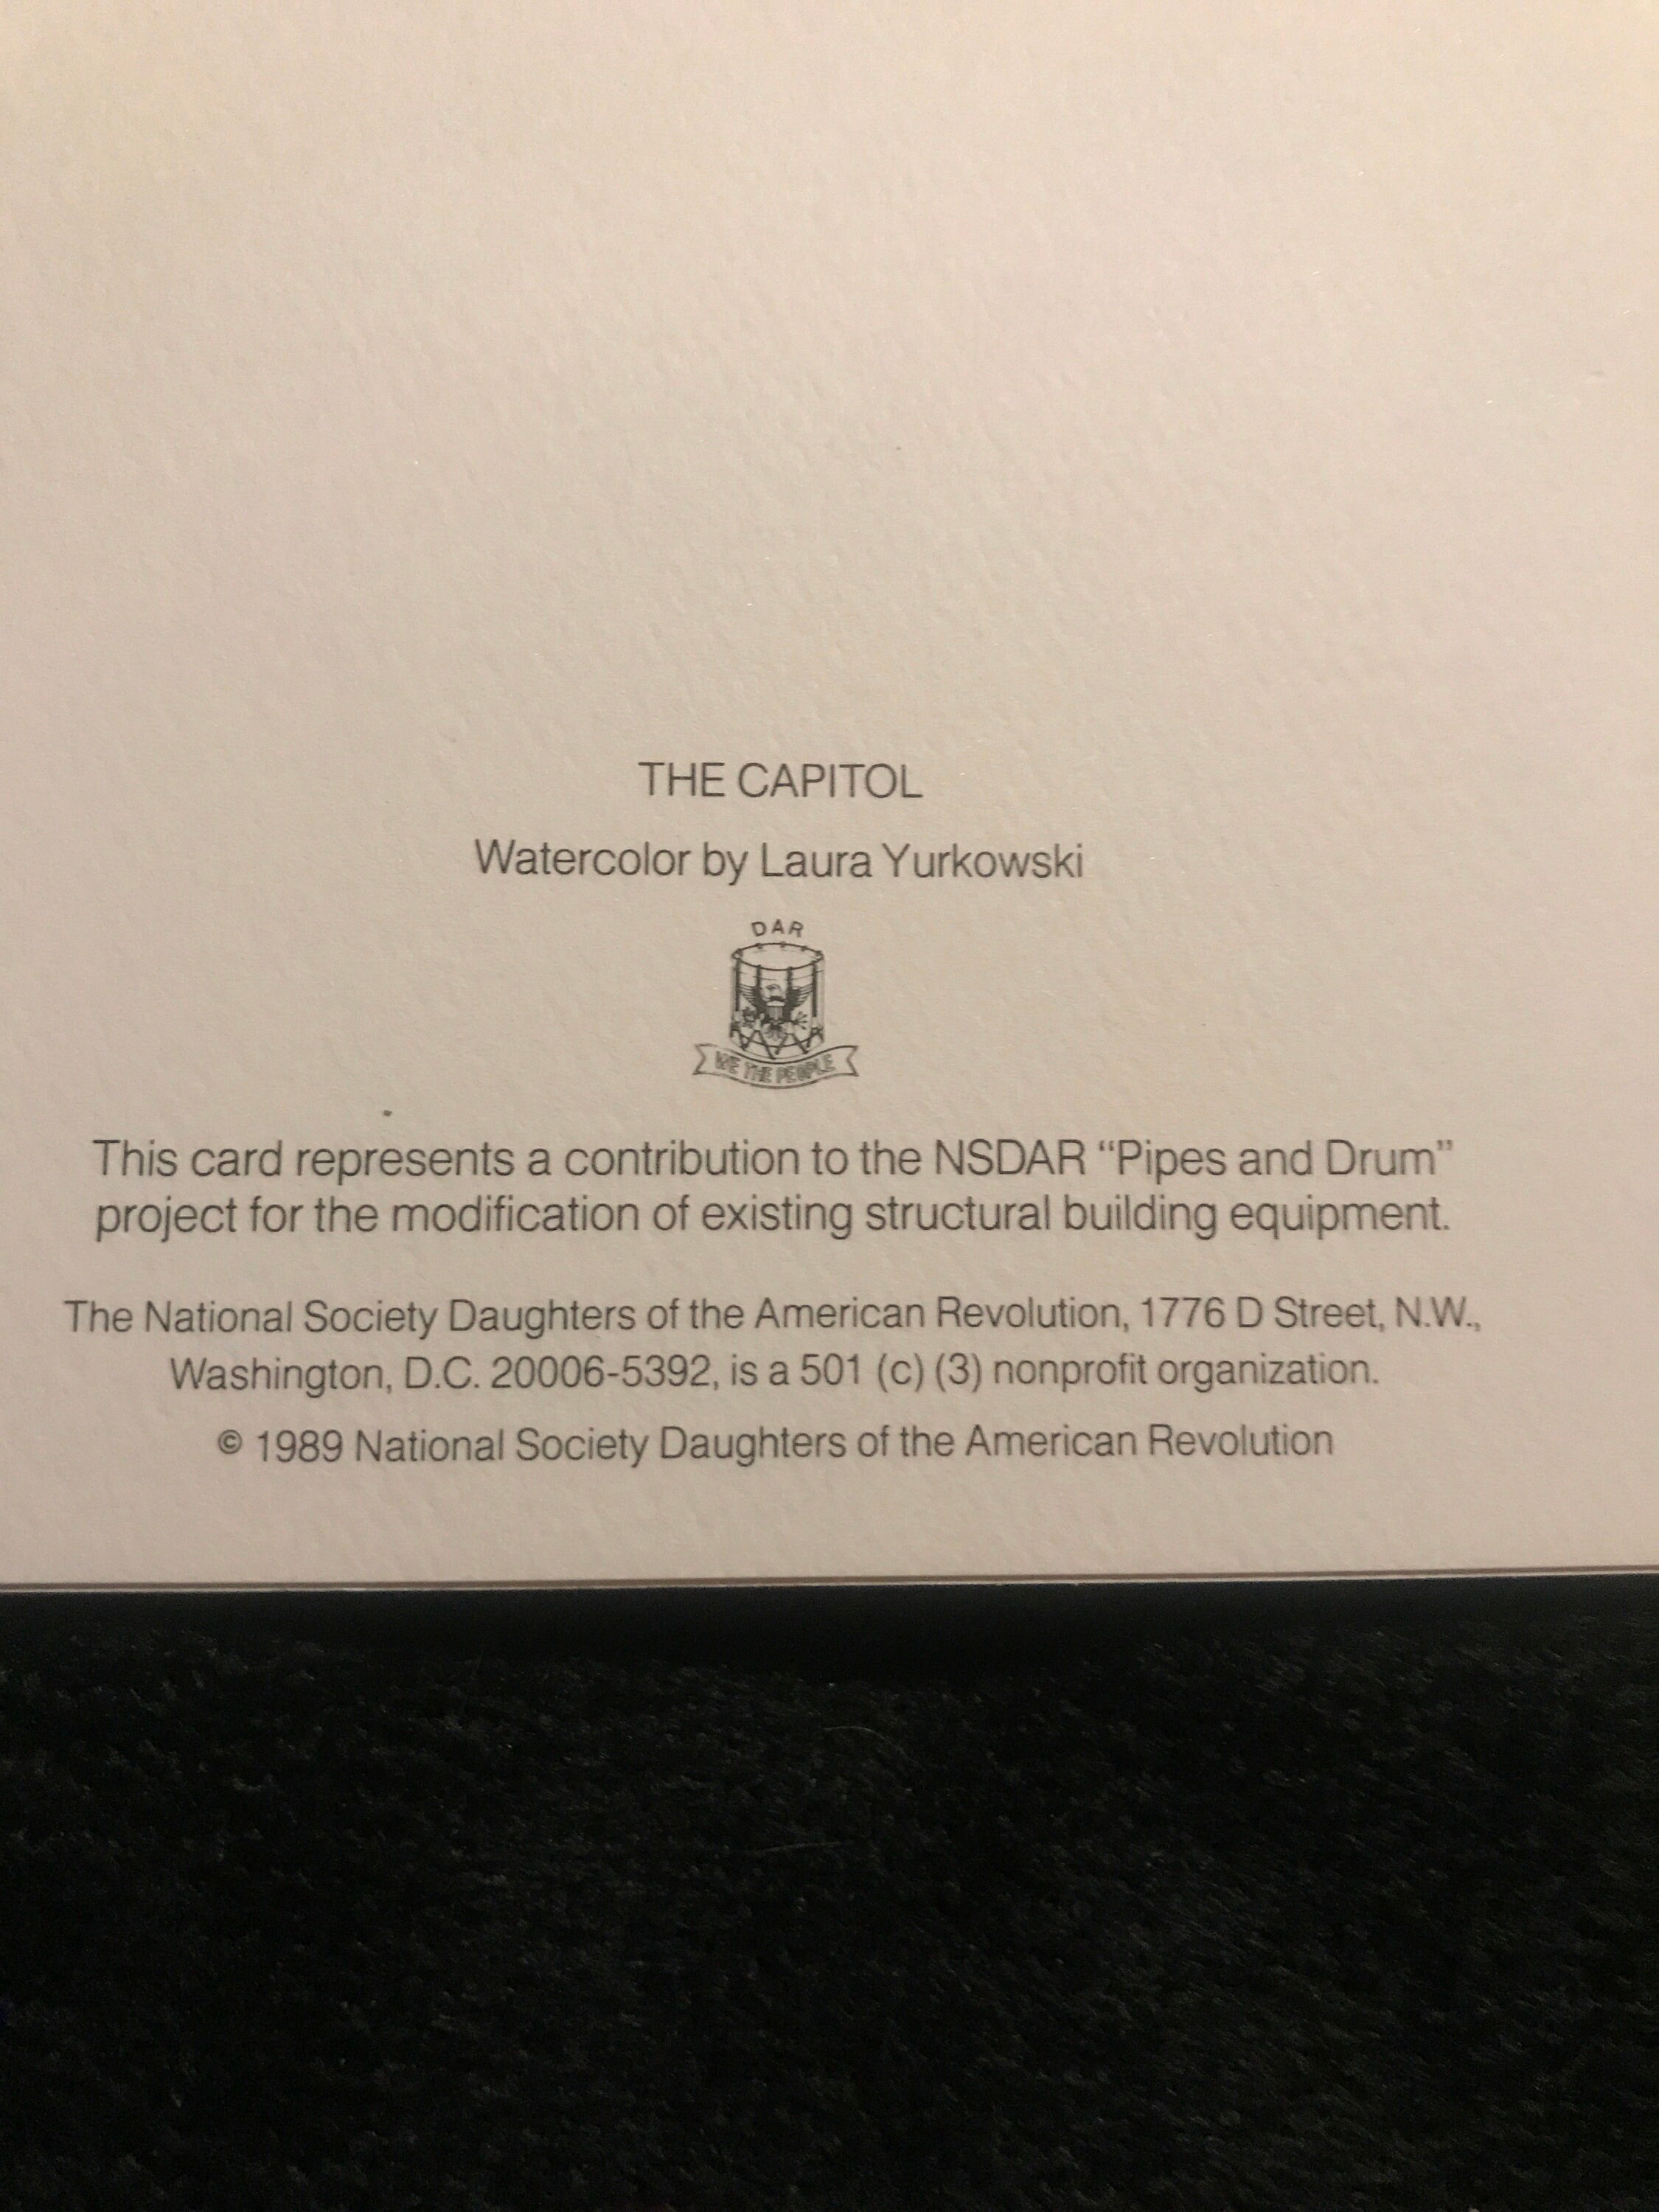 THE CAPITOL
Watercolor by Laura Yurkowski
DAR
WE THE PEOPLE
This card represents a contribution to the NSDAR “Pipes and Drum”
project for the modification of existing structural building equipment.
The National Society Daughters of the American Revolution, 1776 D Street, N.W.,
Washington, D.C. 20006-5392, is a 501 (c) (3) nonprofit organization.
© 1989 National Society Daughters of the American Revolution